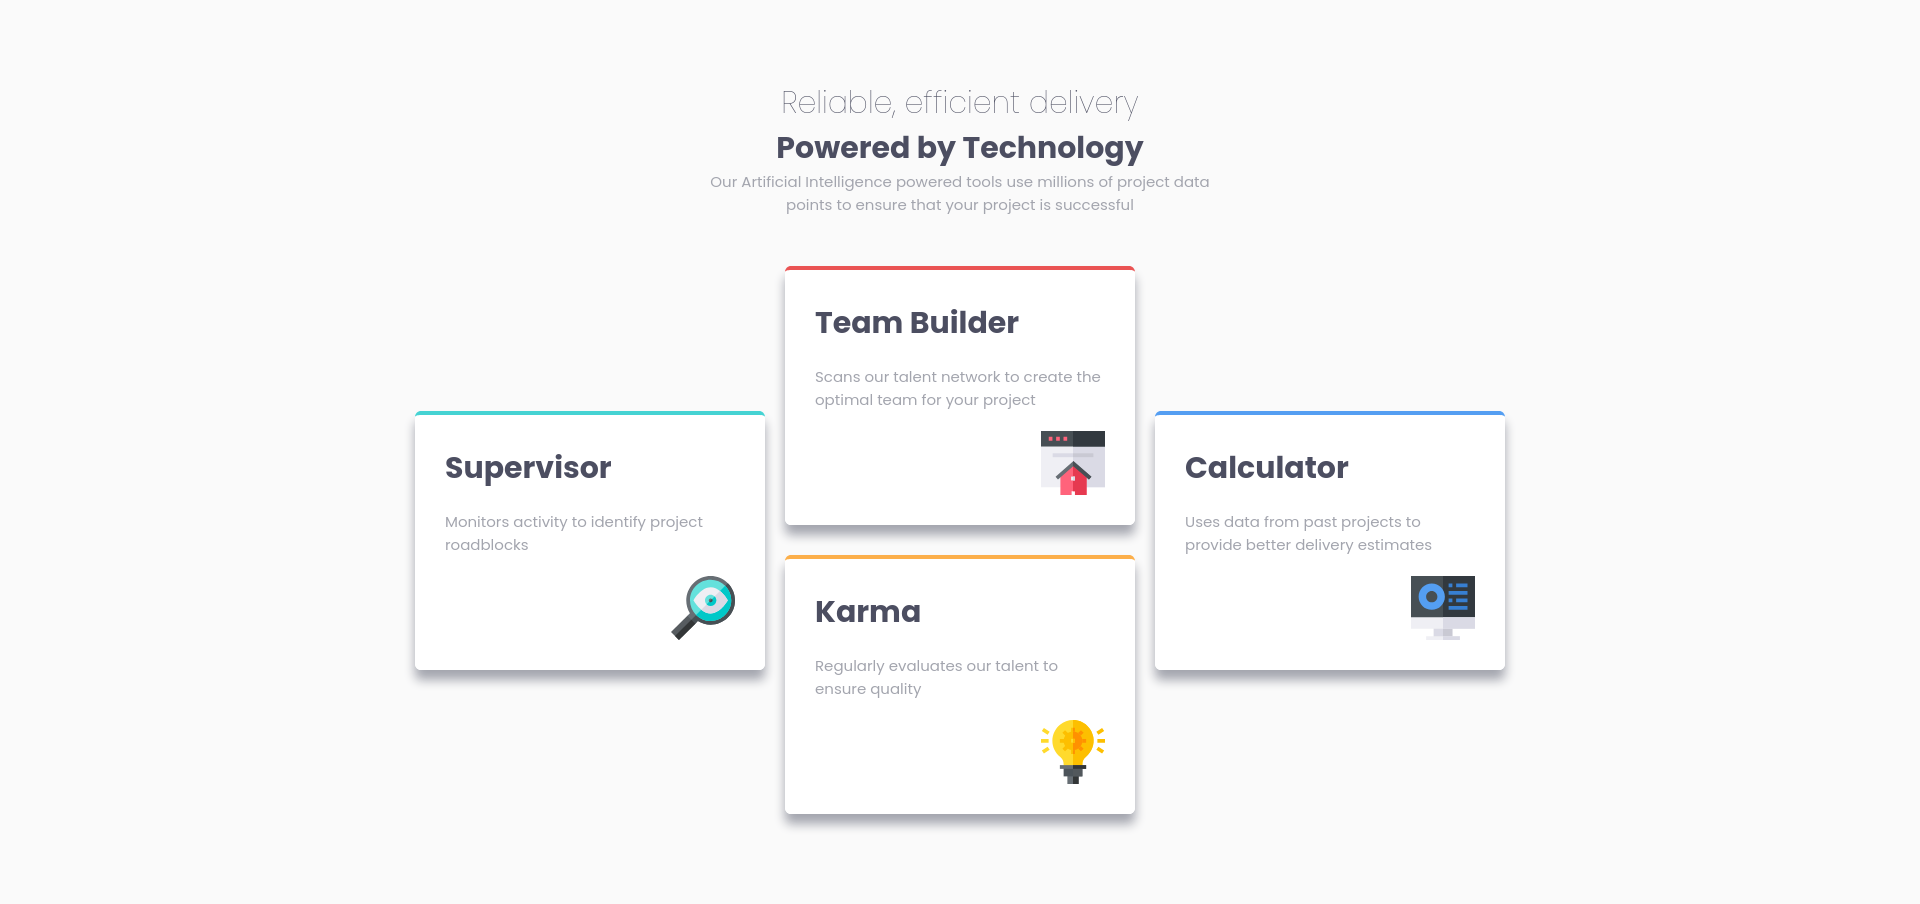 Reliable, efficient delivery
Powered by Technology
Our Artificial Intelligence powered tools use millions of project data
points to ensure that your project is successful
Team Builder
Scans our talent network to create the
optimal team for your project
Supervisor
Monitors activity to identify project
roadblocks
Calculator
Uses data from past projects to
provide better delivery estimates
Karma
Regularly evaluates our talent to
ensure quality